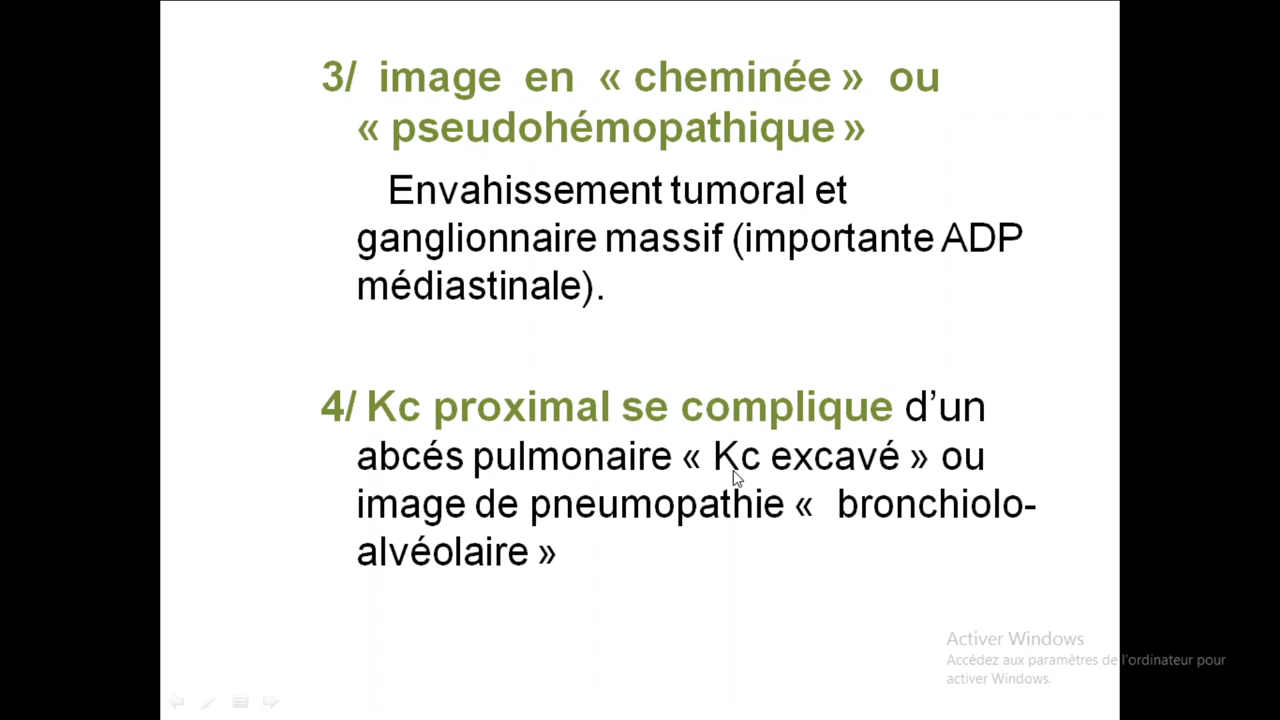 3/ image en « cheminée » ou
« pseudohémopathique »
Envahissement tumoral et
ganglionnaire massif (importante ADP
médiastinale).
4/ Kc proximal se complique d’un
abcés pulmonaire « Kc excavé » ou
image de pneumopathie « bronchiolo-
alvéolaire »
Activer Windows
Accédez aux paramètres de l'ordinateur pour
activer Windows.